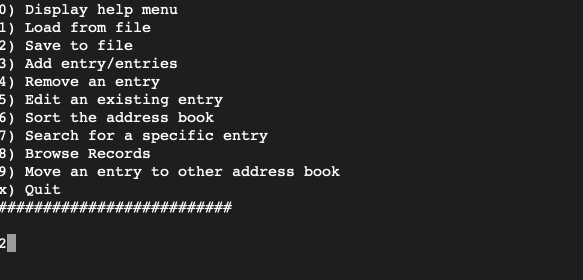 0) Display help menu
1) Load from file
2) Save to file
3) Add entry/entries
4) Remove an entry
5) Edit an existing entry
6) Sort the address book
7) Search for a specific entry
8) Browse Records
9) Move an entry to other address book
x) Quit
##########################
2